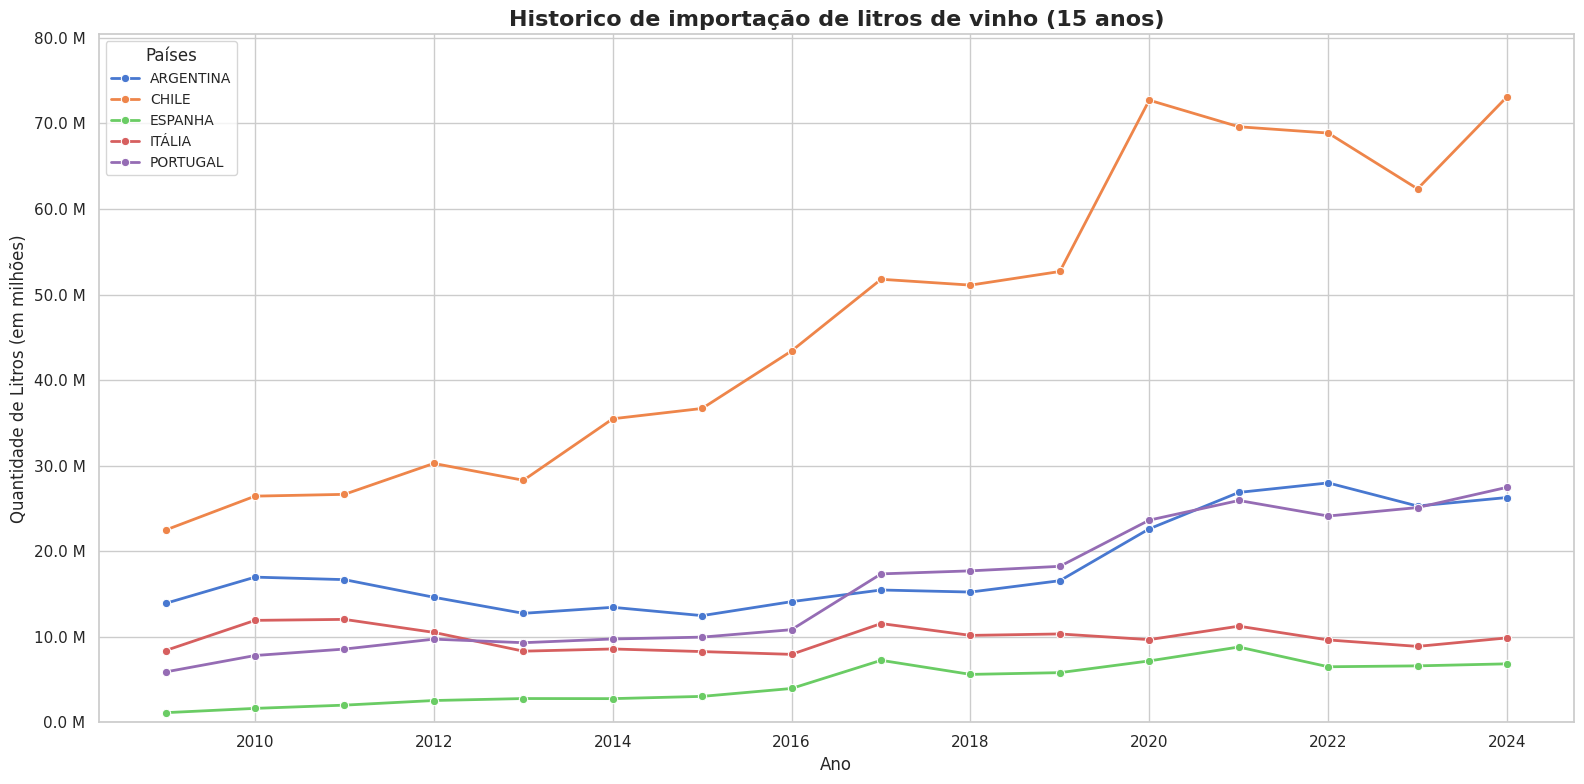 Historico de importação de litros de vinho (15 anos)
80.0 M
70.0 M
60.0 M
50.0 M
40.0 M
30.0 M
20.0 M
10.0 M
0.0 M
Quantidade de Litros (em milhões)
Países
ARGENTINA
CHILE
ESPANHA
ITÁLIA
PORTUGAL
2010 2012 2014 2016 2018 2020 2022 2024
Ano